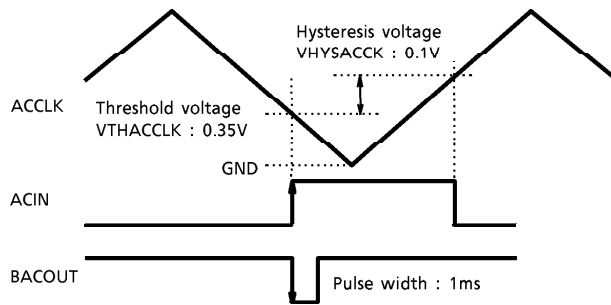 Hysteresis voltage
VHYSACCK : 0.1V
ACCLK
Threshold voltage
VTHACCLK : 0.35V
GND
ACIN
BACOUT
Pulse width : 1ms